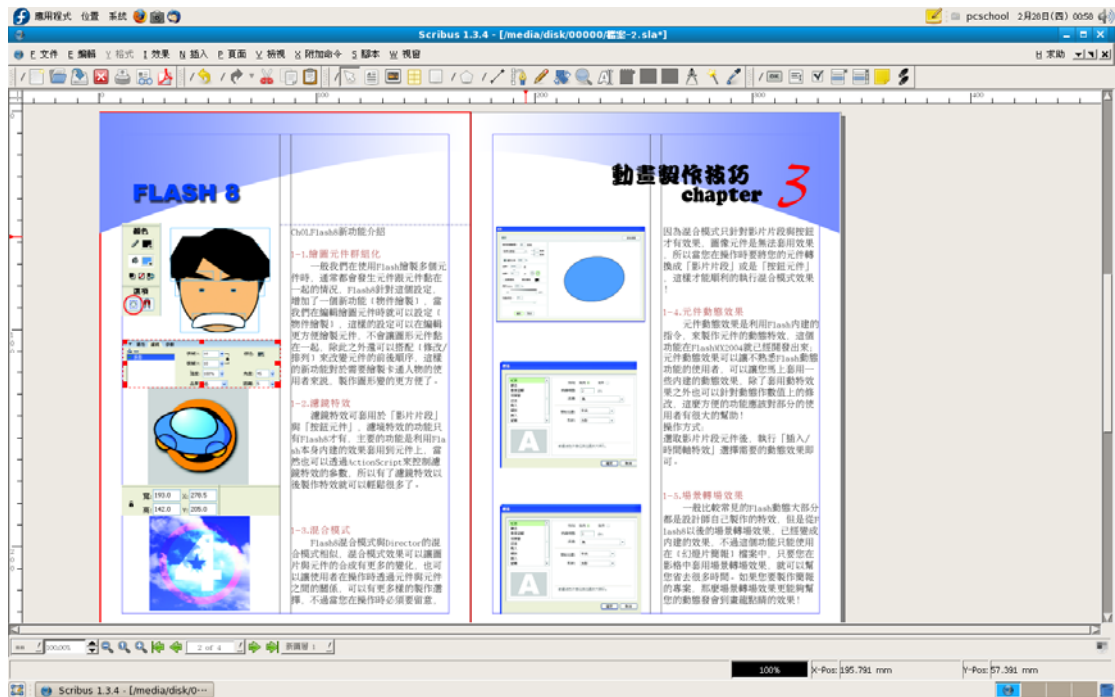 應用程式 位置 系統
pcschool 2月28日(四) 00:58
Scribus 1.3.4 - [/media/disk/00000/檔案-2.sla*]
F 文件 E 編輯 Y 格式 I 效果 N 插入 P 頁面 V 檢視 X 附加命令 S 腳本 W 視窗 H 求助
0 100 200 300 400
FLASH 8
顏色
選項
寬: 193.0 X: 278.5
高: 142.0 Y: 205.0
4
Ch01.Flash8新功能介紹
1-1.繪圖元件群組化
一般我們在使用Flash繪製多個元
件時，通常都會發生元件跟元件黏在
一起的情況，Flash8針對這個設定，
增加了一個新功能（物件繪製），當
我們在編輯繪圖元件時就可以設定（
物件繪製），這樣的設定可以在編輯
更方便繪製元件，不會讓圖形元件黏
在一起，除此之外還可以搭配（修改/
排列）來改變元件的前後順序，這樣
的新功能對於需要繪製卡通人物的使
用者來說，製作圖形變的更方便了。
1-2.濾鏡特效
濾鏡特效可套用於「影片片段」
與「按鈕元件」，濾境特效的功能只
有Flash8才有，主要的功能是利用Fla
sh本身內建的效果套用到元件上，當
然也可以透過ActionScript來控制濾
鏡特效的參數，所以有了濾鏡特效以
後製作特效就可以輕鬆很多了。
1-3.混合模式
Flash8混合模式與Director的混
合模式相似，混合模式效果可以讓圖
片與元件的合成有更多的變化，也可
以讓使用者在操作時透過元件與元件
之間的關係，可以有更多樣的製作選
擇，不過當您在操作時必須要留意，
動畫製作技巧
chapter 3
A
A
因為混合模式只針對影片片段與按鈕
才有效果，圖像元件是無法套用效果
，所以當您在操作時要將您的元件轉
換成「影片片段」或是「按鈕元件」
，這樣才能順利的執行混合模式效果
！
1-4.元件動態效果
元件動態效果是利用Flash內建的
指令，來製作元件的動態特效，這個
功能在FlashMX2004就已經開發出來;
元件動態效果可以讓不熟悉Flash動態
功能的使用者，可以讓您馬上套用一
些內建的動態效果，除了套用動特效
果之外也可以針對動態作數值上的修
改，這麼方便的功能應該對部分的使
用者有很大的幫助！
操作方式:
選取影片片段元件後，執行「插入/
時間軸特效」選擇需要的動態效果即
可。
1-5.場景轉場效果
一般比較常見的Flash動態大部分
都是設計師自己製作的特效，但是從F
lash8以後的場景轉場效果，已經變成
內建的效果，不過這個功能只能使用
在（幻燈片簡報）檔案中，只要您在
影格中套用場景轉場效果，就可以幫
您省去很多時間。如果您要製作簡報
的專案，那麼場景轉場效果更能夠幫
您的動態發會到畫龍點睛的效果！
2 of 4 新圖層 1
100% X-Pos: 195.791 mm Y-Pos: 57.391 mm
Scribus 1.3.4 - [/media/disk/0···